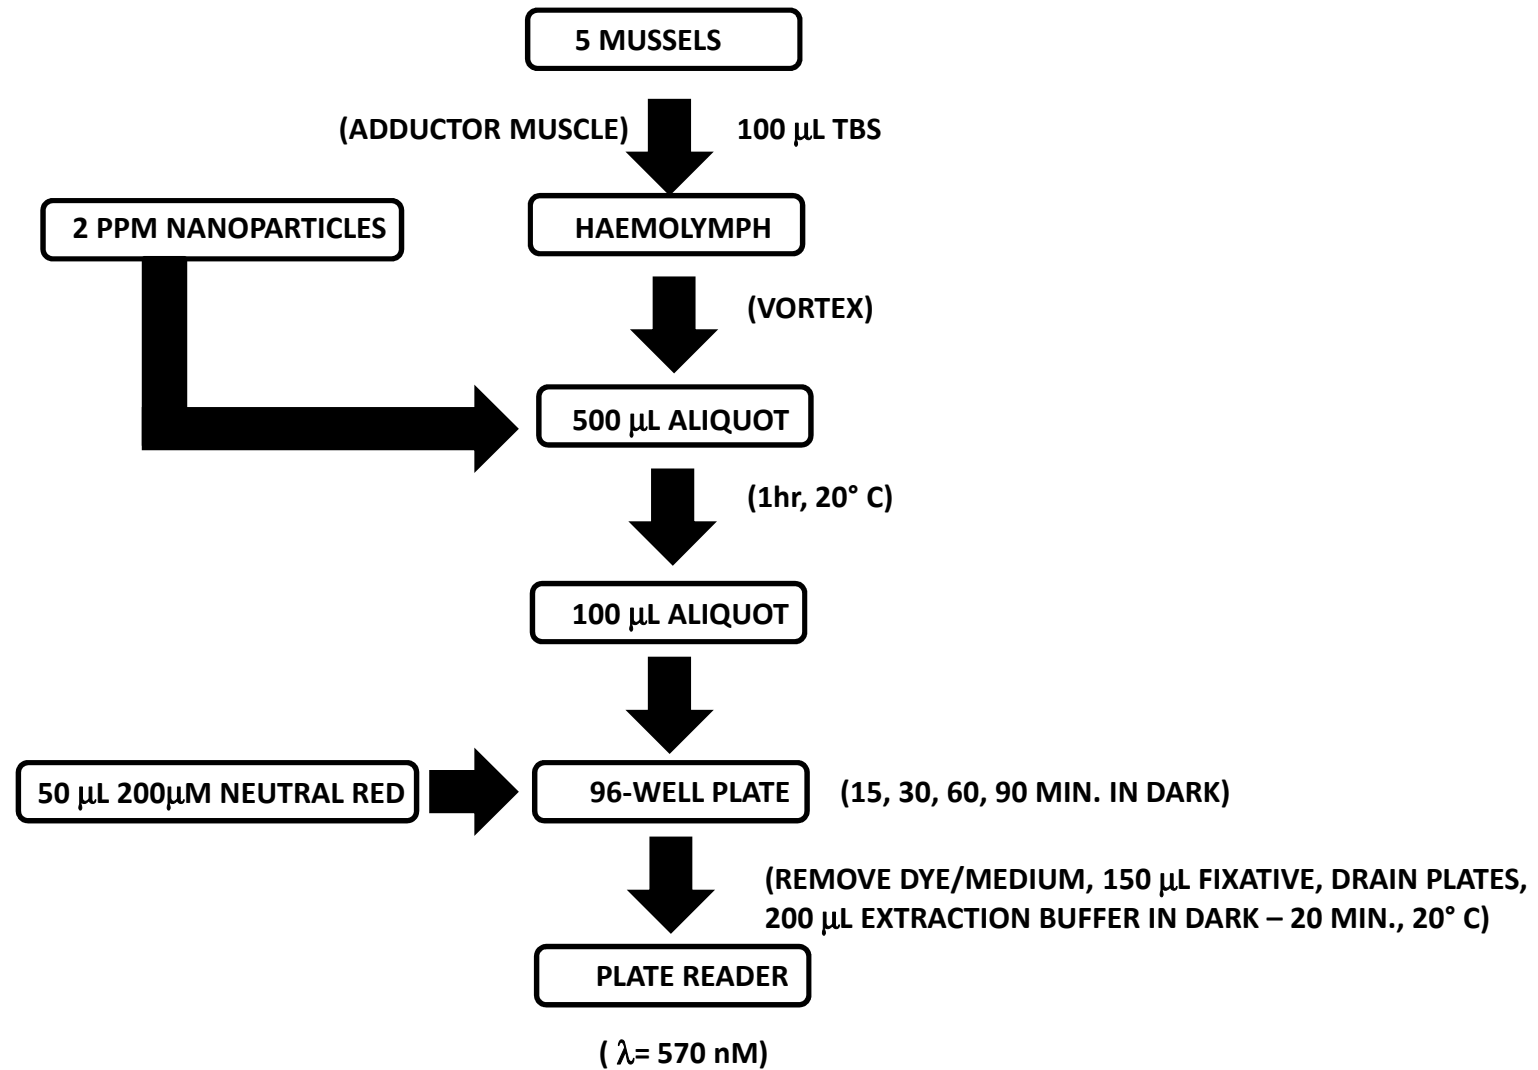 5 MUSSELS
(ADDUCTOR MUSCLE) 100 μL TBS
2 PPM NANOPARTICLES
HAEMOLYMPH
(VORTEX)
500 μL ALIQUOT
(1hr, 20° C)
100 μL ALIQUOT
50 μL 200μM NEUTRAL RED
96-WELL PLATE
(15, 30, 60, 90 MIN. IN DARK)
(REMOVE DYE/MEDIUM, 150 μL FIXATIVE, DRAIN PLATES,
200 μL EXTRACTION BUFFER IN DARK – 20 MIN., 20° C)
PLATE READER
( λ= 570 nM)